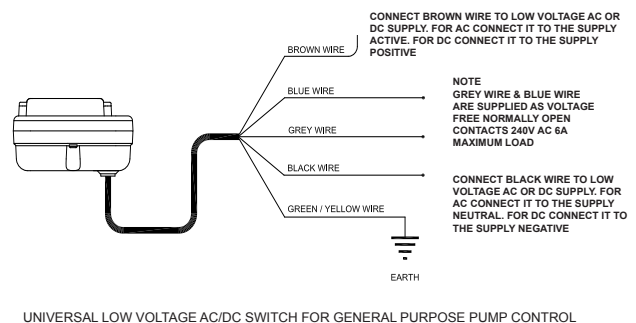 CONNECT BROWN WIRE TO LOW VOLTAGE AC OR
DC SUPPLY. FOR AC CONNECT IT TO THE SUPPLY
ACTIVE. FOR DC CONNECT IT TO THE SUPPLY
POSITIVE
BROWN WIRE
BLUE WIRE
NOTE
GREY WIRE & BLUE WIRE
ARE SUPPLIED AS VOLTAGE
FREE NORMALLY OPEN
CONTACTS 240V AC 6A
MAXIMUM LOAD
GREY WIRE
BLACK WIRE
CONNECT BLACK WIRE TO LOW
VOLTAGE AC OR DC SUPPLY. FOR
AC CONNECT IT TO THE SUPPLY
NEUTRAL. FOR DC CONNECT IT TO
THE SUPPLY NEGATIVE
GREEN / YELLOW WIRE
EARTH
UNIVERSAL LOW VOLTAGE AC/DC SWITCH FOR GENERAL PURPOSE PUMP CONTROL